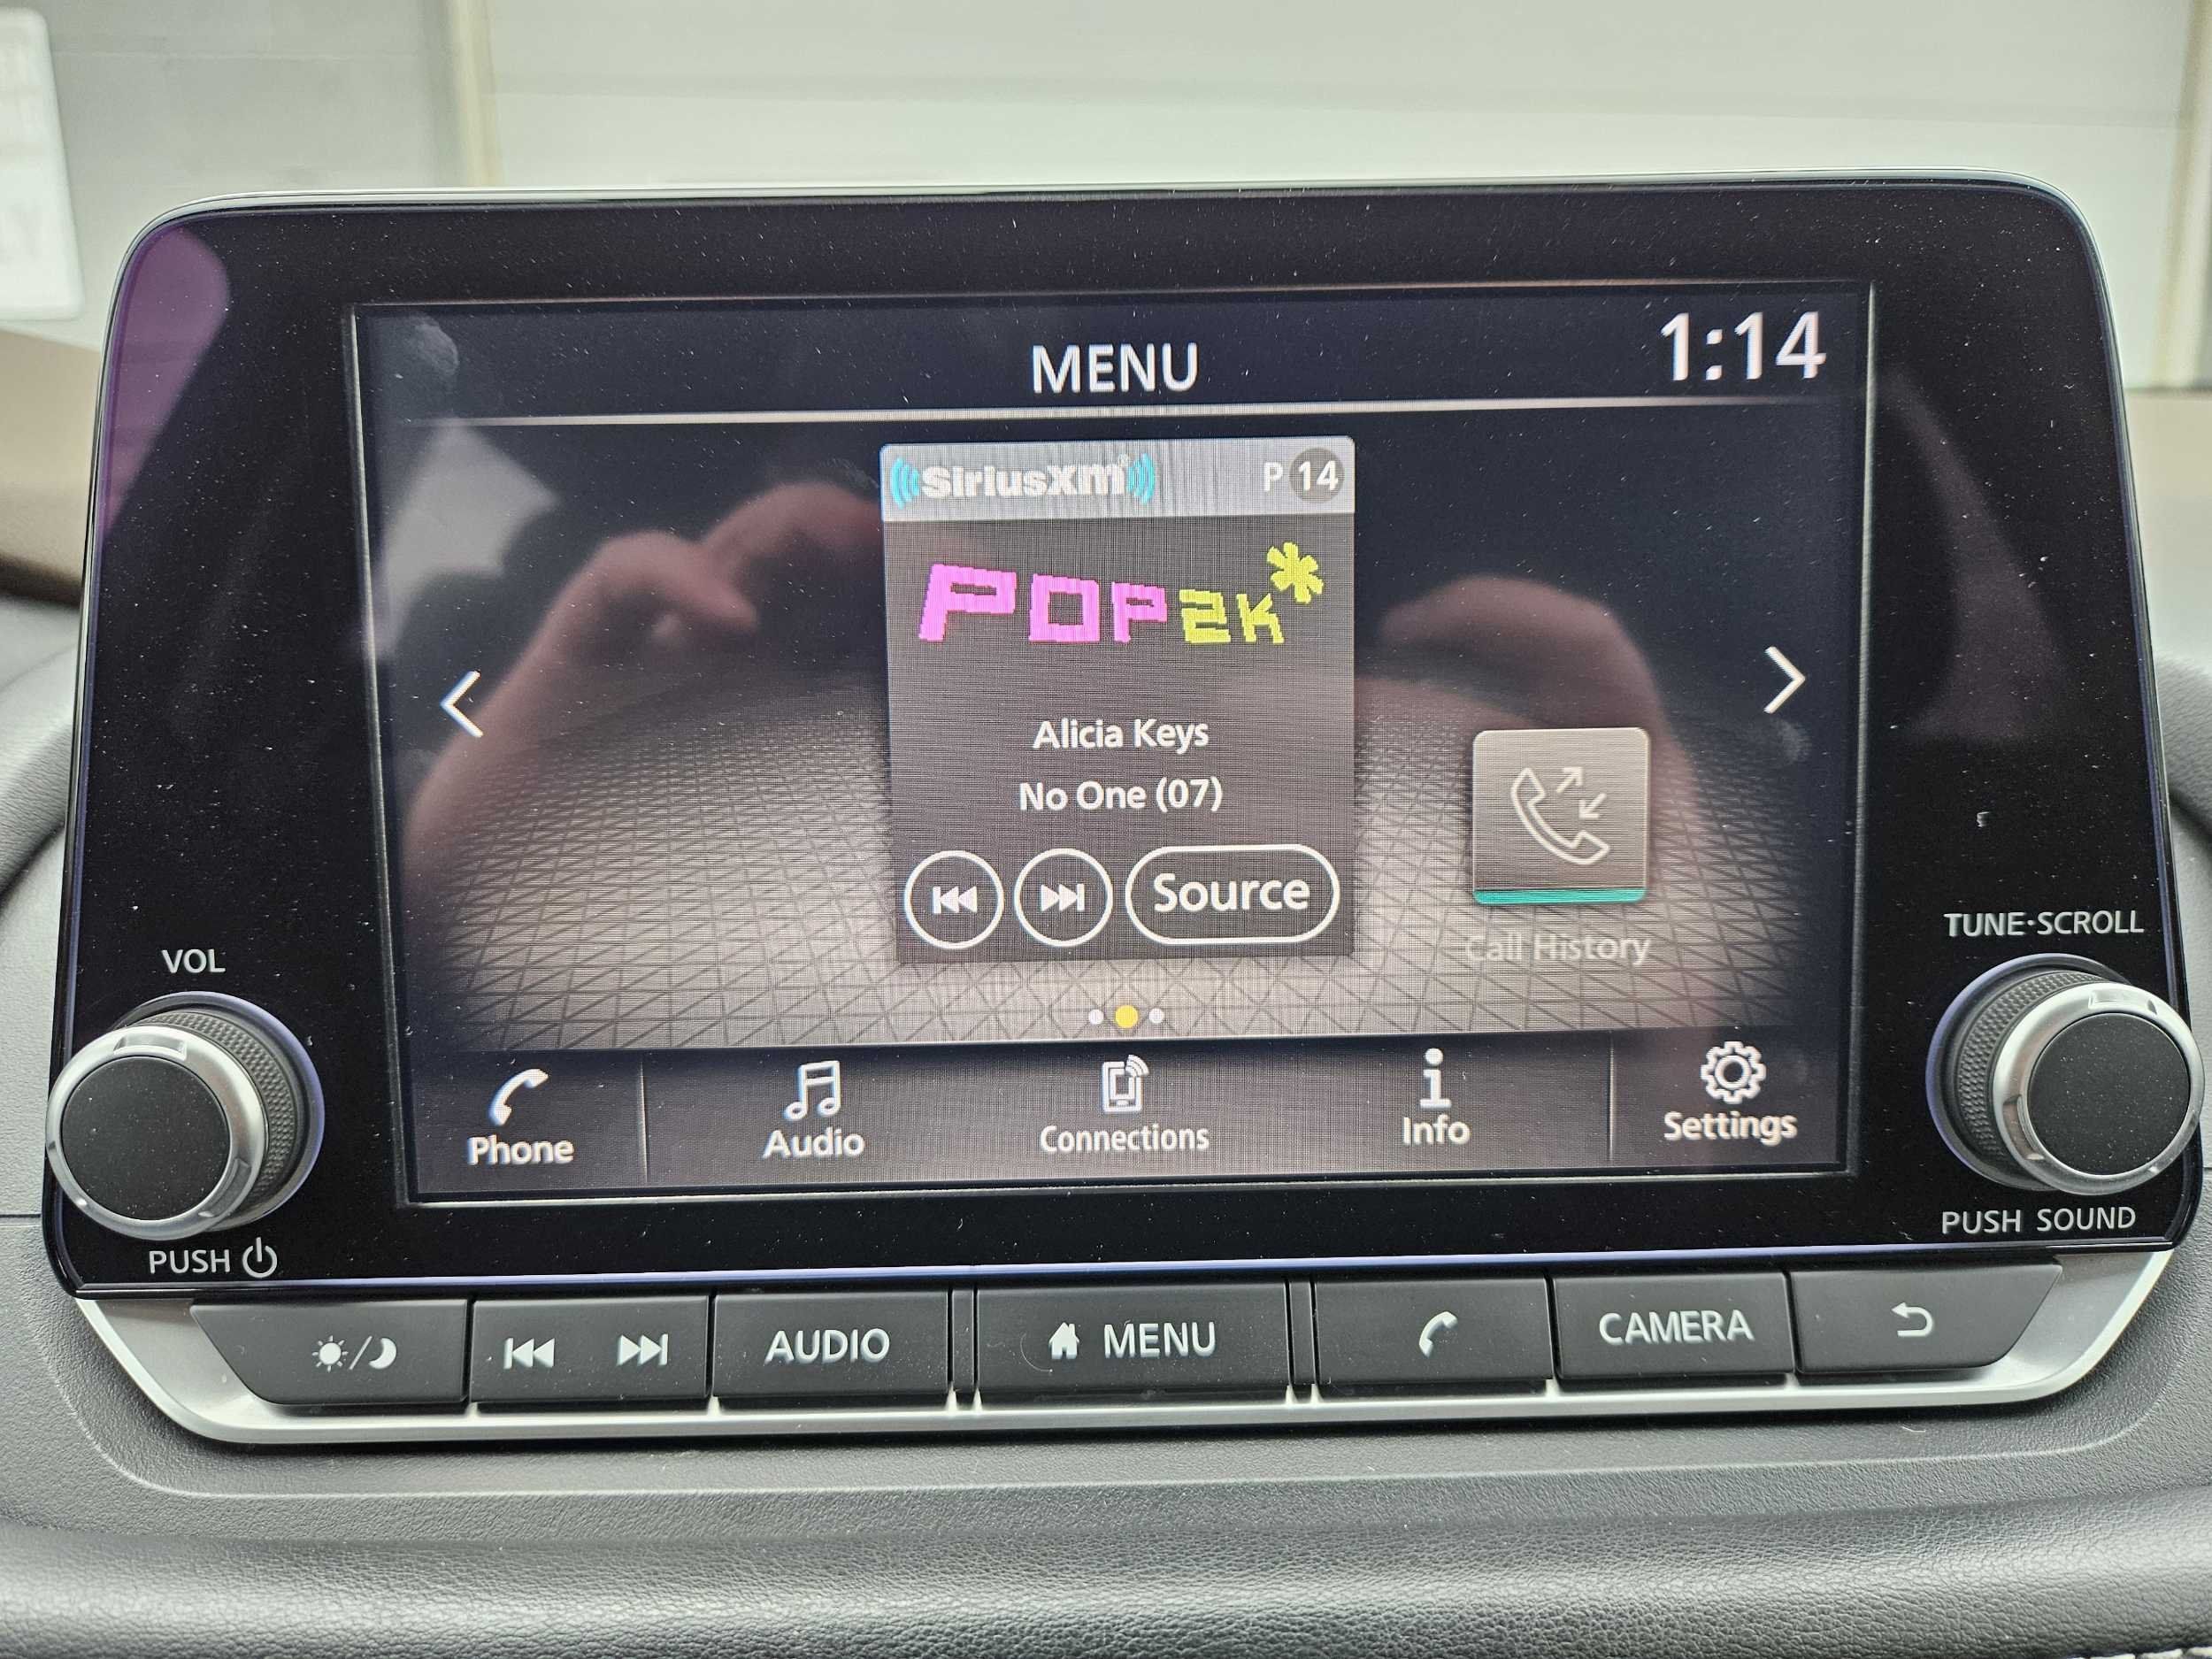 MENU
1:14
SiriusXm
P 14
POP2K*
Alicia Keys
No One (07)
Source
Call History
Phone
Audio
Connections
Info
Settings
VOL
PUSH
TUNE·SCROLL
PUSH SOUND
AUDIO
MENU
CAMERA